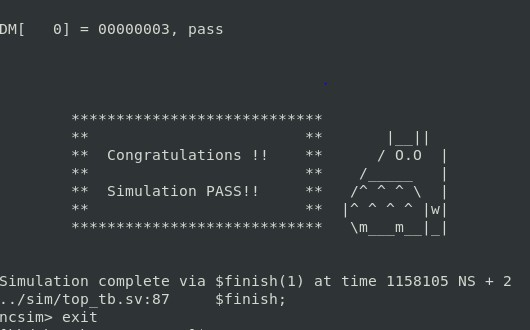 DM[   0] = 00000003, pass
        ****************************
        **                        **       |__||
        **  Congratulations !!    **      / O.O  |
        **                        **    /_____   |
        **  Simulation PASS!!     **   /^ ^ ^ \  |
        **                        **  |^ ^ ^ ^ |w|
        ****************************   \m___m__|_|
Simulation complete via $finish(1) at time 1158105 NS + 2
../sim/top_tb.sv:87     $finish;
ncsim> exit